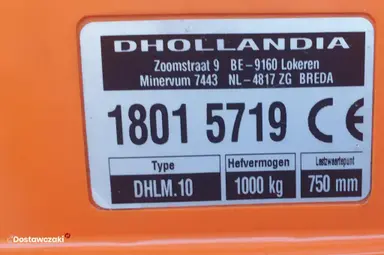 DHOLLANDIA
Zoomstraat 9 BE-9160 Lokeren
Minervum 7443 NL-4817 ZG BREDA
1801 5719 CE
Type Hefvermogen Lastzwaartepunt
DHLM.10 1000 kg 750 mm
Dostawczaki